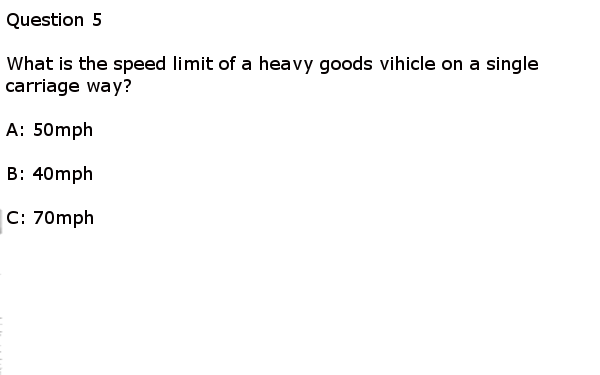 Question 5
What is the speed limit of a heavy goods vihicle on a single
carriage way?
A: 50mph
B: 40mph
C: 70mph